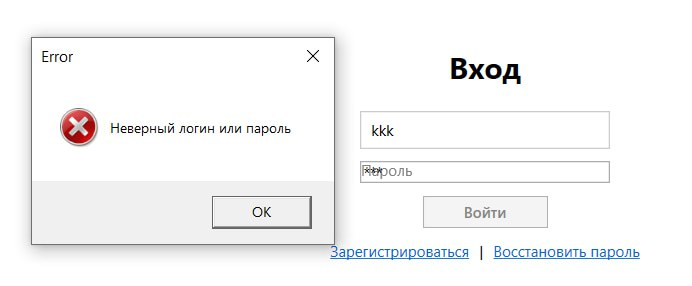 Error
Неверный логин или пароль
OK
Вход
kkk
Пароль
***
Войти
Зарегистрироваться | Восстановить пароль